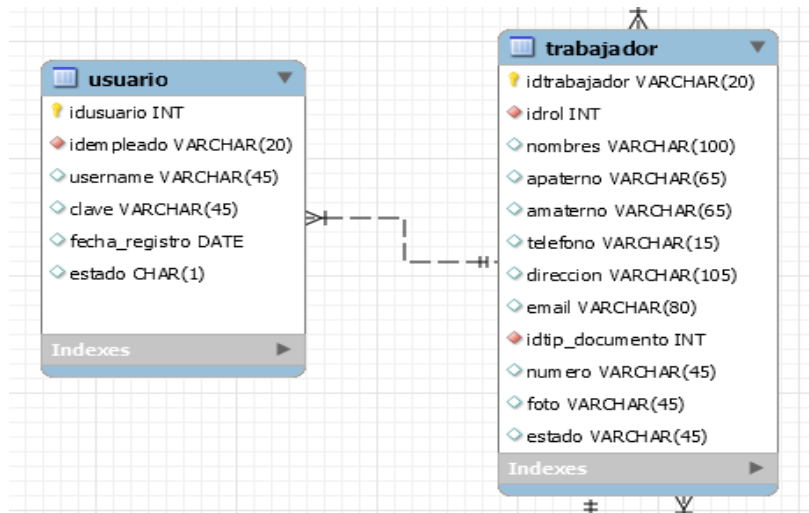 usuario
idusuario INT
idempleado VARCHAR(20)
username VARCHAR(45)
clave VARCHAR(45)
fecha_registro DATE
estado CHAR(1)
Indexes
trabajador
idtrabajador VARCHAR(20)
idrol INT
nombres VARCHAR(100)
apaterno VARCHAR(65)
amaterno VARCHAR(65)
telefono VARCHAR(15)
direccion VARCHAR(105)
email VARCHAR(80)
idtip_documento INT
numero VARCHAR(45)
foto VARCHAR(45)
estado VARCHAR(45)
Indexes